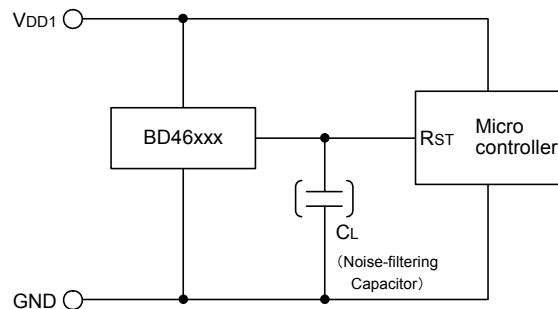 VDD1
BD46xxx
RST
Micro
controller
CL
（Noise-filtering
Capacitor）
GND